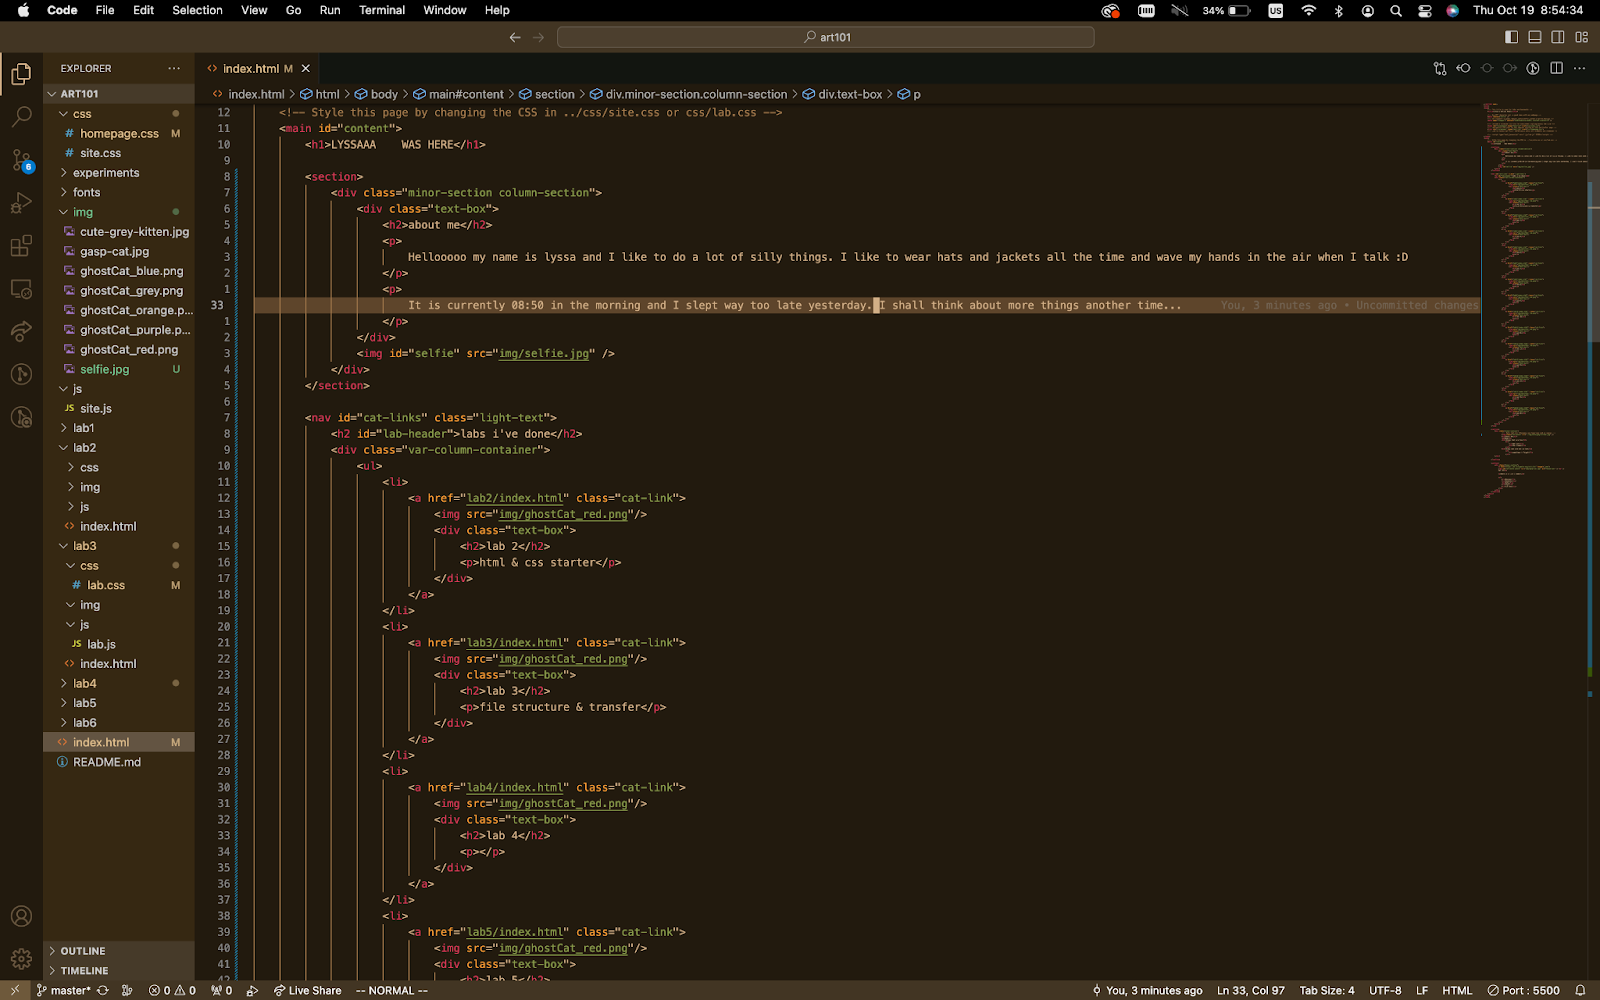 Code File Edit Selection View Go Run Terminal Window Help 34% US Thu Oct 19 8:54:34
art101
EXPLORER
ART101
css
homepage.css M
site.css
experiments
fonts
img
cute-grey-kitten.jpg
gasp-cat.jpg
ghostCat_blue.png
ghostCat_grey.png
ghostCat_orange.p...
ghostCat_purple.p...
ghostCat_red.png
selfie.jpg U
js
JS site.js
lab1
lab2
css
img
js
<> index.html
lab3
css
# lab.css M
img
js
JS lab.js
<> index.html
lab4
lab5
lab6
<> index.html M
README.md
OUTLINE
TIMELINE
6
<> index.html M ×
<> index.html > html > body > main#content > section > div.minor-section.column-section > div.text-box > p
12 <!-- Style this page by changing the CSS in ../css/site.css or css/lab.css -->
11 <main id="content">
10 <h1>LYSSAAA    WAS HERE</h1>
9
8 <section>
7 <div class="minor-section column-section">
6 <div class="text-box">
5 <h2>about me</h2>
4 <p>
3 Hellooooo my name is lyssa and I like to do a lot of silly things. I like to wear hats and jackets all the time and wave my hands in the air when I talk :D
2 </p>
1 <p>
33 It is currently 08:50 in the morning and I slept way too late yesterday. I shall think about more things another time... You, 3 minutes ago • Uncommitted changes
1 </p>
2 </div>
3 <img id="selfie" src="img/selfie.jpg" />
4 </div>
5 </section>
6
7 <nav id="cat-links" class="light-text">
8 <h2 id="lab-header">labs i've done</h2>
9 <div class="var-column-container">
10 <ul>
11 <li>
12 <a href="lab2/index.html" class="cat-link">
13 <img src="img/ghostCat_red.png"/>
14 <div class="text-box">
15 <h2>lab 2</h2>
16 <p>html & css starter</p>
17 </div>
18 </a>
19 </li>
20 <li>
21 <a href="lab3/index.html" class="cat-link">
22 <img src="img/ghostCat_red.png"/>
23 <div class="text-box">
24 <h2>lab 3</h2>
25 <p>file structure & transfer</p>
26 </div>
27 </a>
28 </li>
29 <li>
30 <a href="lab4/index.html" class="cat-link">
31 <img src="img/ghostCat_red.png"/>
32 <div class="text-box">
33 <h2>lab 4</h2>
34 <p></p>
35 </div>
36 </a>
37 </li>
38 <li>
39 <a href="lab5/index.html" class="cat-link">
40 <img src="img/ghostCat_red.png"/>
41 <div class="text-box">
42 <h2>lab 5</h2>
master* 0 0 0 Live Share -- NORMAL -- You, 3 minutes ago Ln 33, Col 97 Tab Size: 4 UTF-8 LF HTML Port : 5500